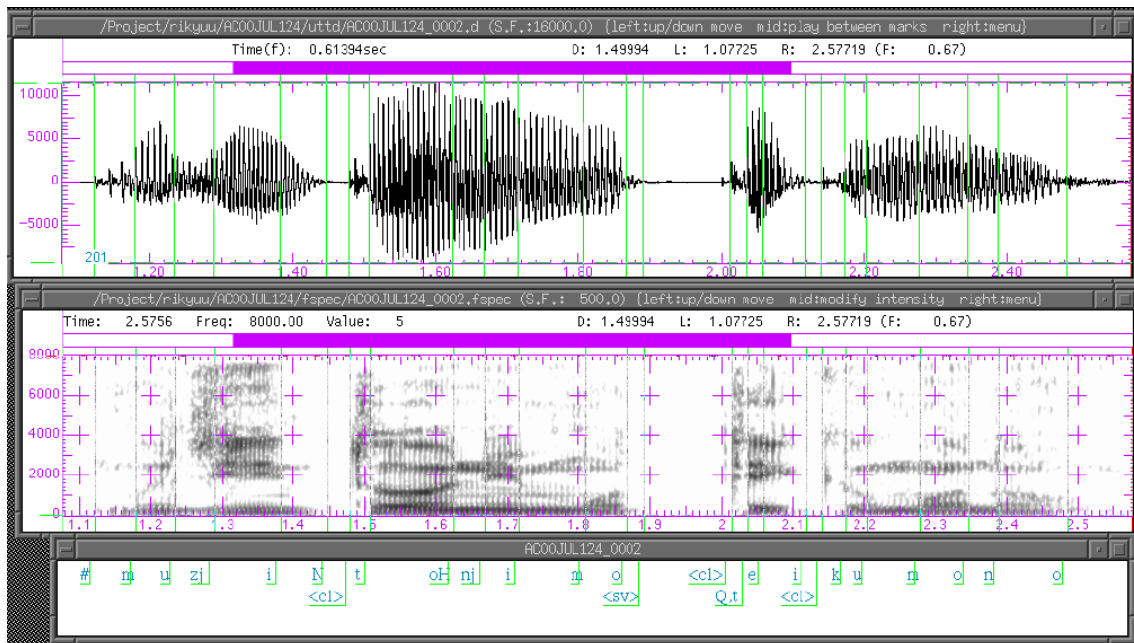 /Project/rikyuu/AC00JUL124/uttd/AC00JUL124_0002.d (S.F.:16000.0) {left:up/down move mid:play between marks right:menu}
Time(f): 0.61394sec D: 1.49994 L: 1.07725 R: 2.57719 (F: 0.67)
10000
5000
0
-5000
201
1.20 1.40 1.60 1.80 2.00 2.20 2.40
/Project/rikyuu/AC00JUL124/fspec/AC00JUL124_0002.fspec (S.F.: 500.0) {left:up/down move mid:modify intensity right:menu}
Time: 2.5756 Freq: 8000.00 Value: 5 D: 1.49994 L: 1.07725 R: 2.57719 (F: 0.67)
8000
6000
4000
2000
0
1.1 1.2 1.3 1.4 1.5 1.6 1.7 1.8 1.9 2.0 2.1 2.2 2.3 2.4 2.5
AC00JUL124_0002
# m u zj i N t oH nj i m o <cl> e i k u m o n o
<cl> <sv> Q,t <cl>